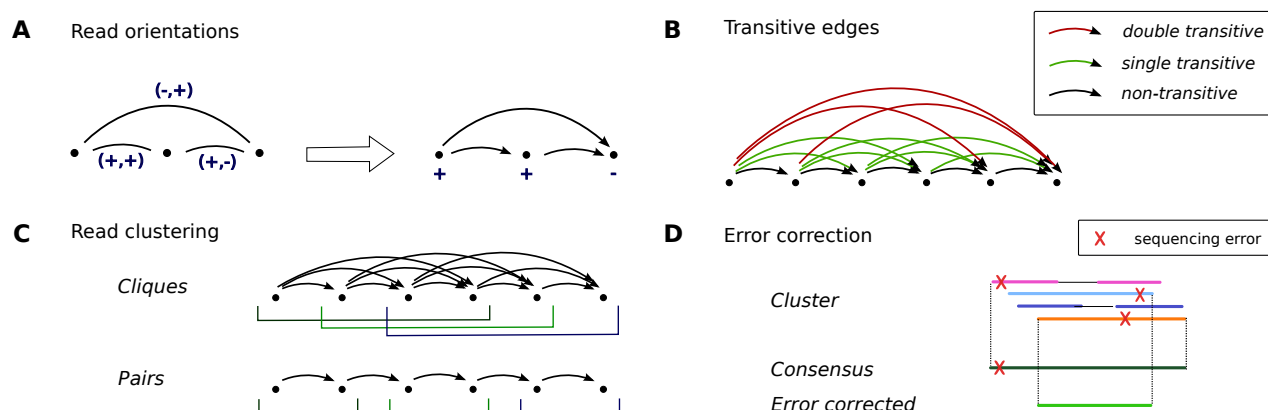 A Read orientations
(-,+)
(+,+) (+,-)
+ + -
B Transitive edges
double transitive
single transitive
non-transitive
C Read clustering
Cliques
Pairs
D Error correction
X sequencing error
Cluster
Consensus
Error corrected